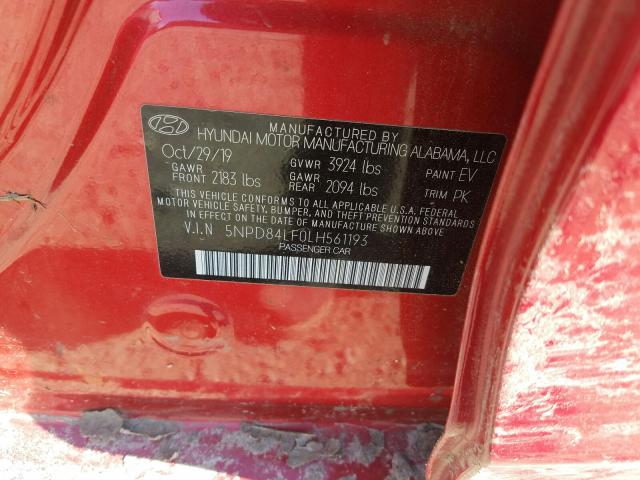 MANUFACTURED BY
HYUNDAI MOTOR MANUFACTURING ALABAMA, LLC
Oct/29/19 GVWR 3924 lbs PAINT EV
GAWR FRONT 2183 lbs GAWR REAR 2094 lbs TRIM PK
THIS VEHICLE CONFORMS TO ALL APPLICABLE U.S.A. FEDERAL
MOTOR VEHICLE SAFETY, BUMPER, AND THEFT PREVENTION STANDARDS
IN EFFECT ON THE DATE OF MANUFACTURE SHOWN ABOVE
V.I.N 5NPD84LF0LH561193
PASSENGER CAR